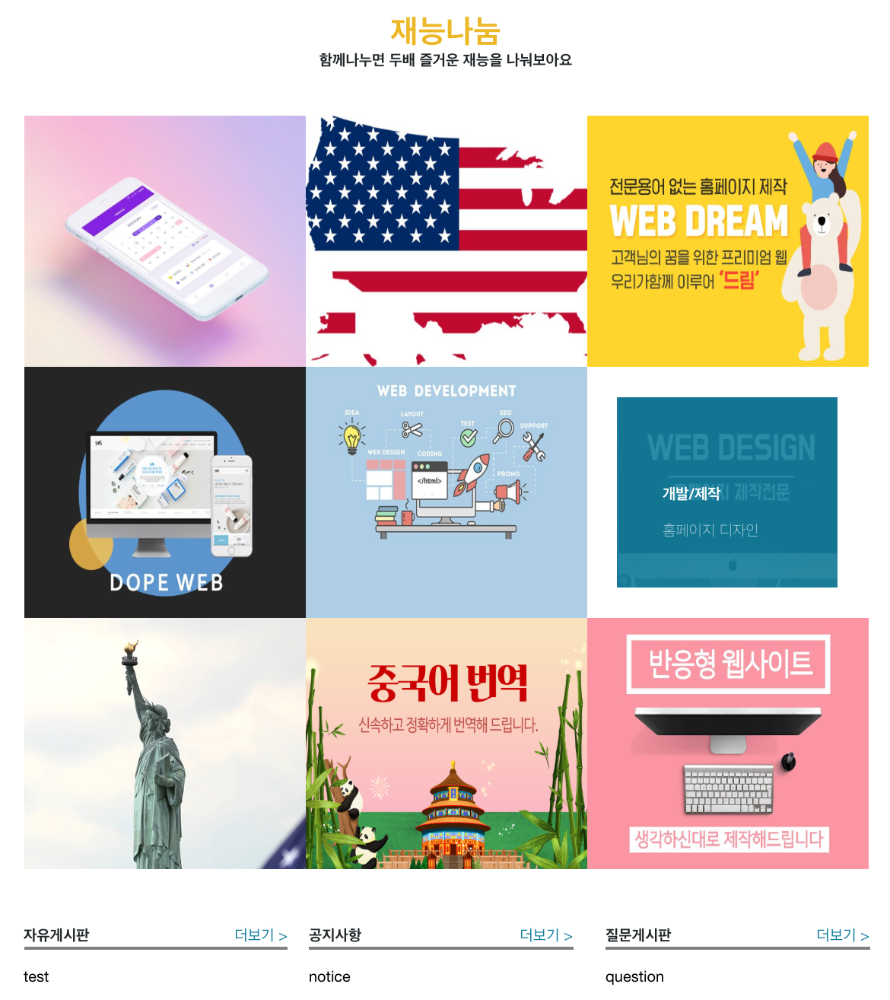 재능나눔
함께나누면 두배 즐거운 재능을 나눠보아요
전문용어 없는 홈페이지 제작
WEB DREAM
고객님의 꿈을 위한 프리미엄 웹
우리가함께 이루어 '드림'
DOPE WEB
WEB DEVELOPMENT
IDEA
LAYOUT
TEST
SEO
SUPPORT
WEB DESIGN
CODING
</html>
PROMO
WEB DESIGN
제작전문
개발/제작
홈페이지 디자인
중국어 번역
신속하고 정확하게 번역해 드립니다.
반응형 웹사이트
생각하신대로 제작해드립니다
자유게시판 더보기 >
공지사항 더보기 >
질문게시판 더보기 >
test
notice
question